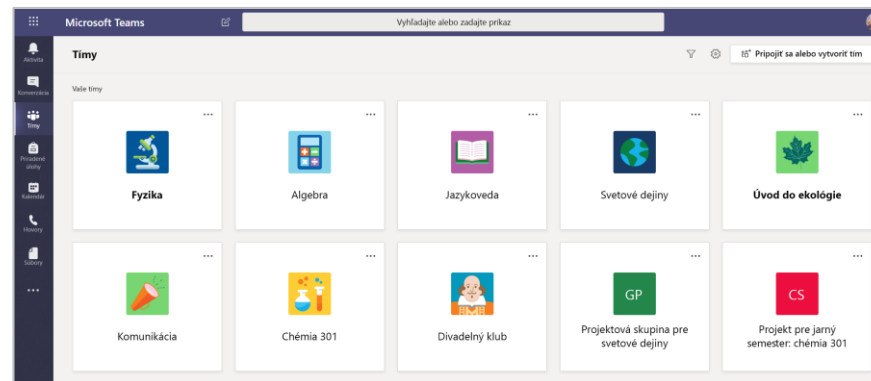 Microsoft Teams
Vyhľadajte alebo zadajte príkaz
Aktivita
Tímy
Pripojiť sa alebo vytvoriť tím
Konverzácia
Vaše tímy
Tímy
Priradené
úlohy
Kalendár
Hovory
Súbory
Fyzika
Algebra
Jazykoveda
Svetové dejiny
Úvod do ekológie
Komunikácia
Chémia 301
Divadelný klub
GP
Projektová skupina pre
svetové dejiny
CS
Projekt pre jarný
semester: chémia 301